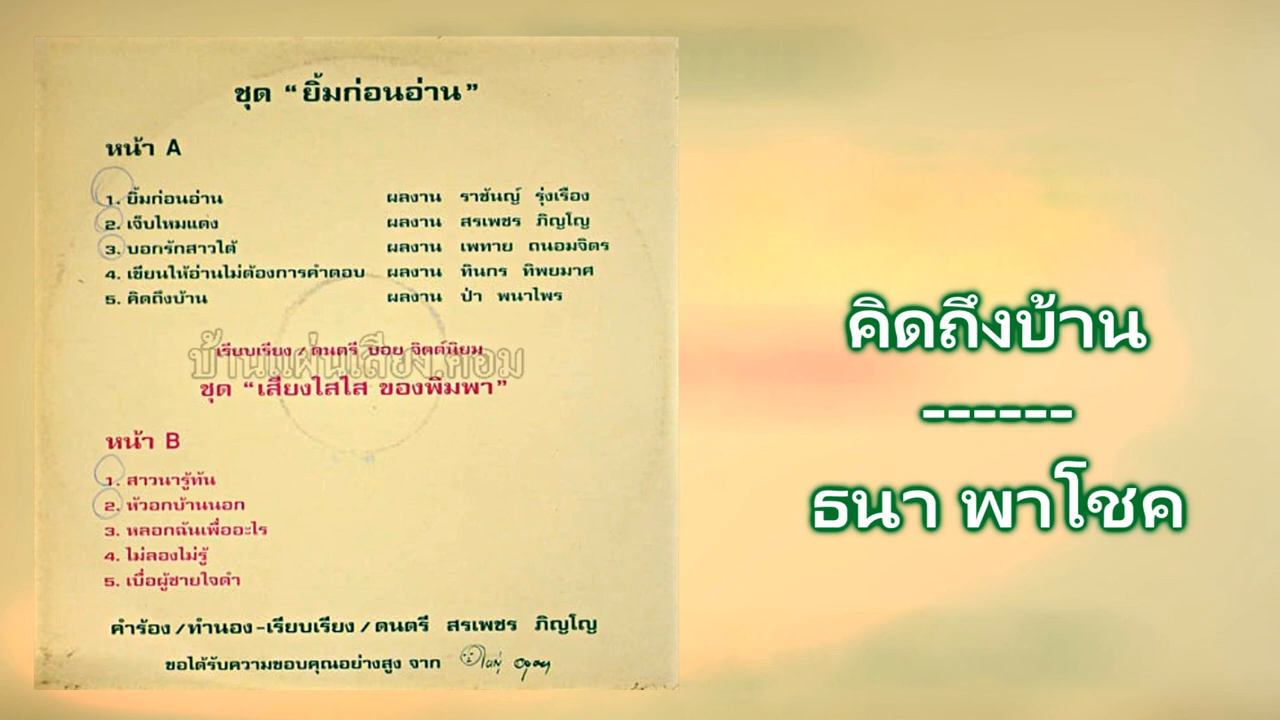 ชุด “ยิ้มก่อนอ่าน”
หน้า A
1. ยิ้มก่อนอ่าน ผลงาน ราชันญ์ รุ่งเรือง
2. เจ็บไหมแดง ผลงาน สรเพชร ภิญโญ
3. บอกรักสาวใต้ ผลงาน เพทาย ถนอมจิตร
4. เขียนให้อ่านไม่ต้องการคำตอบ ผลงาน ทินกร ทิพยมาศ
5. คิดถึงบ้าน ผลงาน ป่า พนาไพร
เรียบเรียง / ดนตรี บอย จิตต์นิยม
บ้านแผ่นเสียง.คอม
ชุด “เสียงใสใส ของพิมพา”
หน้า B
1. สาวนารู้ทัน
2. หัวอกบ้านนอก
3. หลอกฉันเพื่ออะไร
4. ไม่ลองไม่รู้
5. เบื่อผู้ชายใจดำ
คำร้อง / ทำนอง - เรียบเรียง / ดนตรี สรเพชร ภิญโญ
ขอได้รับความขอบคุณอย่างสูง จาก
คิดถึงบ้าน
------
ธนา พาโชค